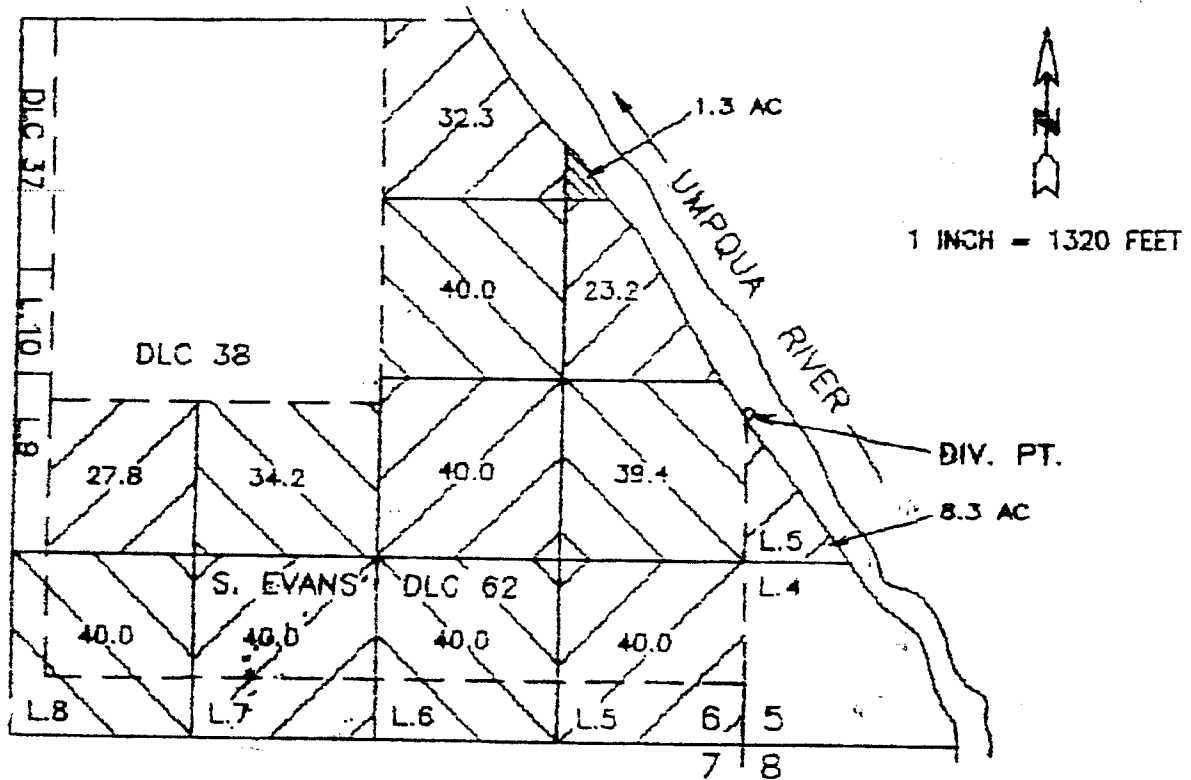 DLC 37
32.3
1.3 AC
N
UMPQUA
RIVER
1 INCH = 1320 FEET
40.0
23.2
L.10
DLC 38
L.9
27.8
34.2
40.0
39.4
DIV. PT.
8.3 AC
L.5
S. EVANS DLC 62
L.4
40.0
40.0
40.0
40.0
L.8
L.7
L.6
L.5
6
5
7
8